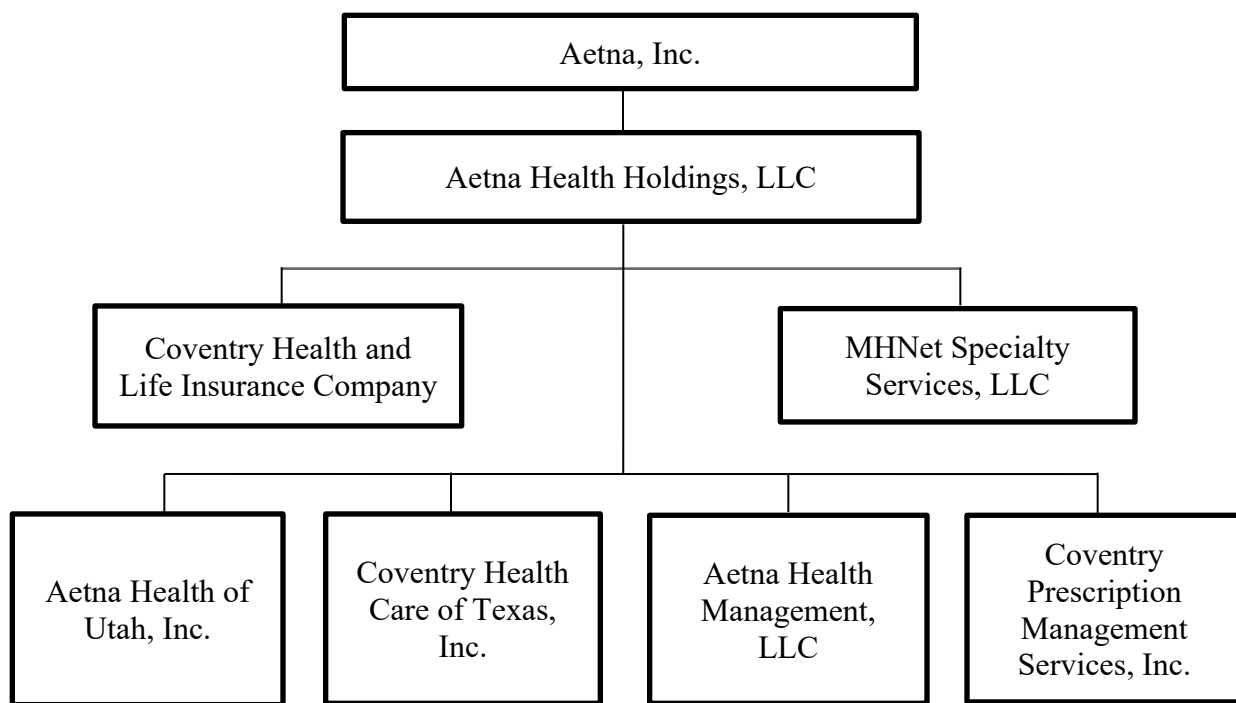 Aetna, Inc.
Aetna Health Holdings, LLC
Coventry Health and
Life Insurance Company
MHNet Specialty
Services, LLC
Aetna Health of
Utah, Inc.
Coventry Health
Care of Texas,
Inc.
Aetna Health
Management,
LLC
Coventry
Prescription
Management
Services, Inc.